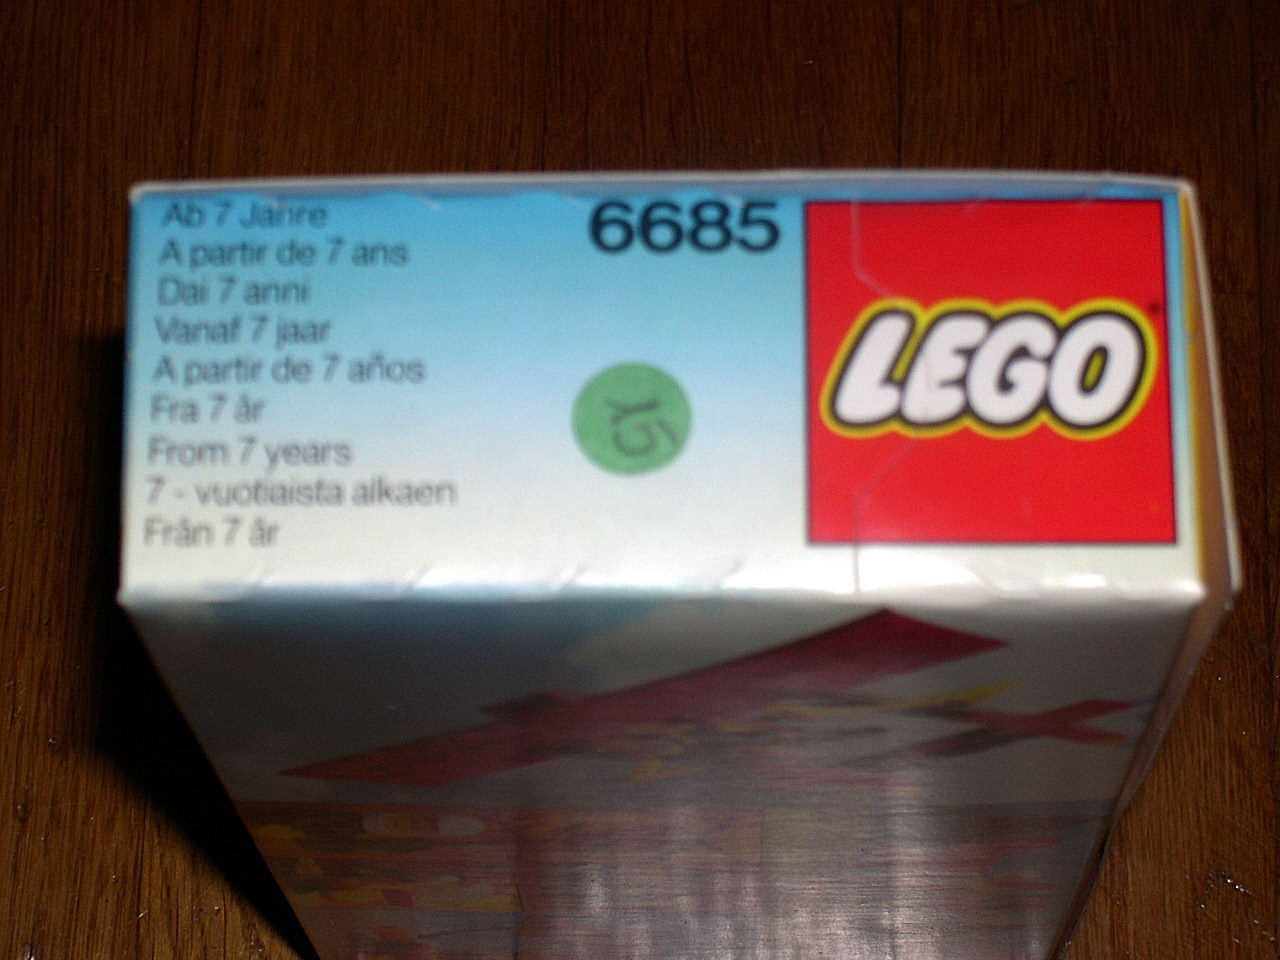 Ab 7 Jahre
A partir de 7 ans
Dai 7 anni
Vanaf 7 jaar
A partir de 7 años
Fra 7 år
From 7 years
7 - vuotiaista alkaen
Från 7 år
6685
LEGO